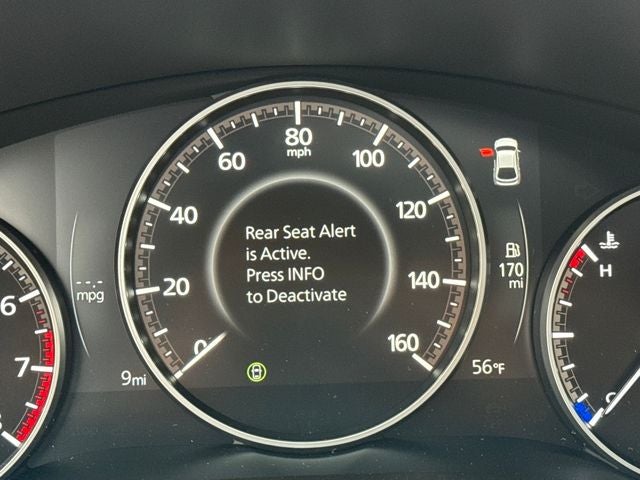 80
mph
60
100
40
120
Rear Seat Alert
is Active.
Press INFO
to Deactivate
20
140
0
160
--.-
mpg
170
mi
9mi
56°F
6
7
H
C